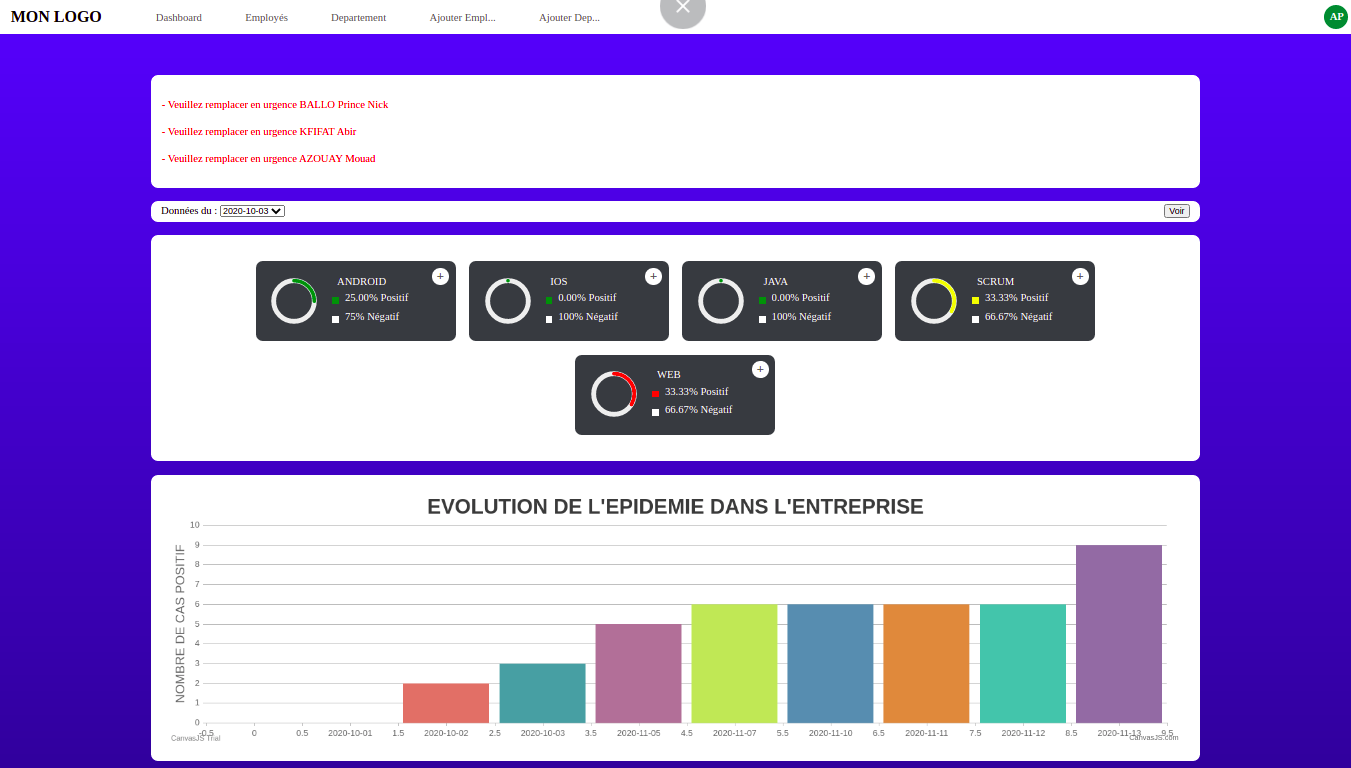 MON LOGO Dashboard Employés Departement Ajouter Empl... Ajouter Dep... AP
- Veuillez remplacer en urgence BALLO Prince Nick
- Veuillez remplacer en urgence KFIFAT Abir
- Veuillez remplacer en urgence AZOUAY Mouad
Données du : 2020-10-03 Voir
ANDROID +
25.00% Positif
75% Négatif
IOS +
0.00% Positif
100% Négatif
JAVA +
0.00% Positif
100% Négatif
SCRUM +
33.33% Positif
66.67% Négatif
WEB +
33.33% Positif
66.67% Négatif
EVOLUTION DE L'EPIDEMIE DANS L'ENTREPRISE
NOMBRE DE CAS POSITIF
10
9
8
7
6
5
4
3
2
1
0
-0.5 0 0.5 2020-10-01 1.5 2020-10-02 2.5 2020-10-03 3.5 2020-11-05 4.5 2020-11-07 5.5 2020-11-10 6.5 2020-11-11 7.5 2020-11-12 8.5 2020-11-13 9.5
CanvasJS Trial CanvasJS.com